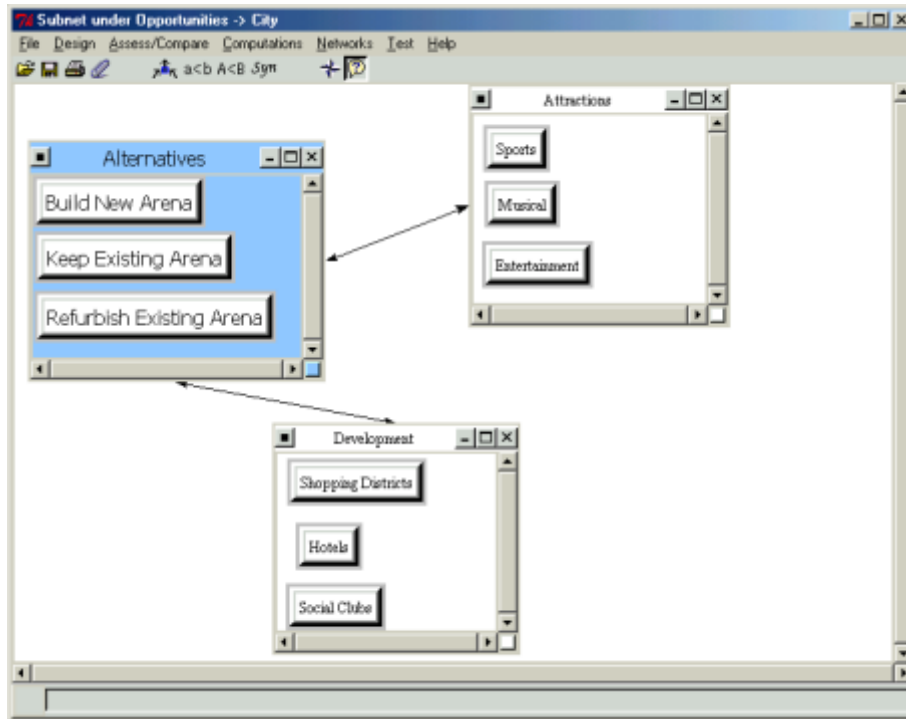 Subnet under Opportunities -> City
File Design Assess/Compare Computations Networks Test Help
a<b A<B Syn
Attractions
Sports
Musical
Entertainment
Alternatives
Build New Arena
Keep Existing Arena
Refurbish Existing Arena
Development
Shopping Districts
Hotels
Social Clubs